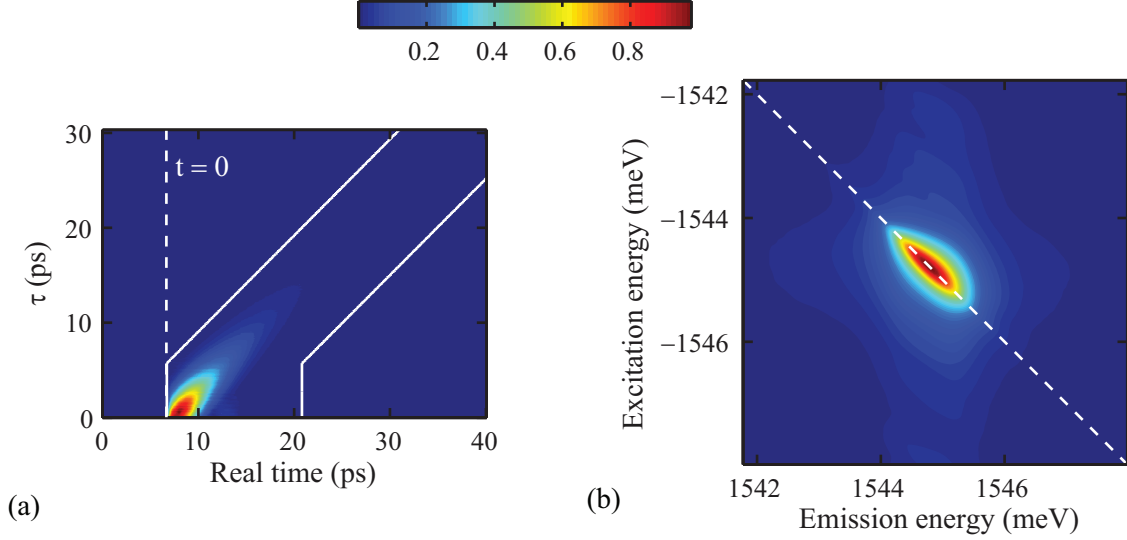 0.2 0.4 0.6 0.8
30
20
10
0
τ (ps)
t = 0
0 10 20 30 40
Real time (ps)
(a)
−1542
−1544
−1546
Excitation energy (meV)
1542 1544 1546
Emission energy (meV)
(b)